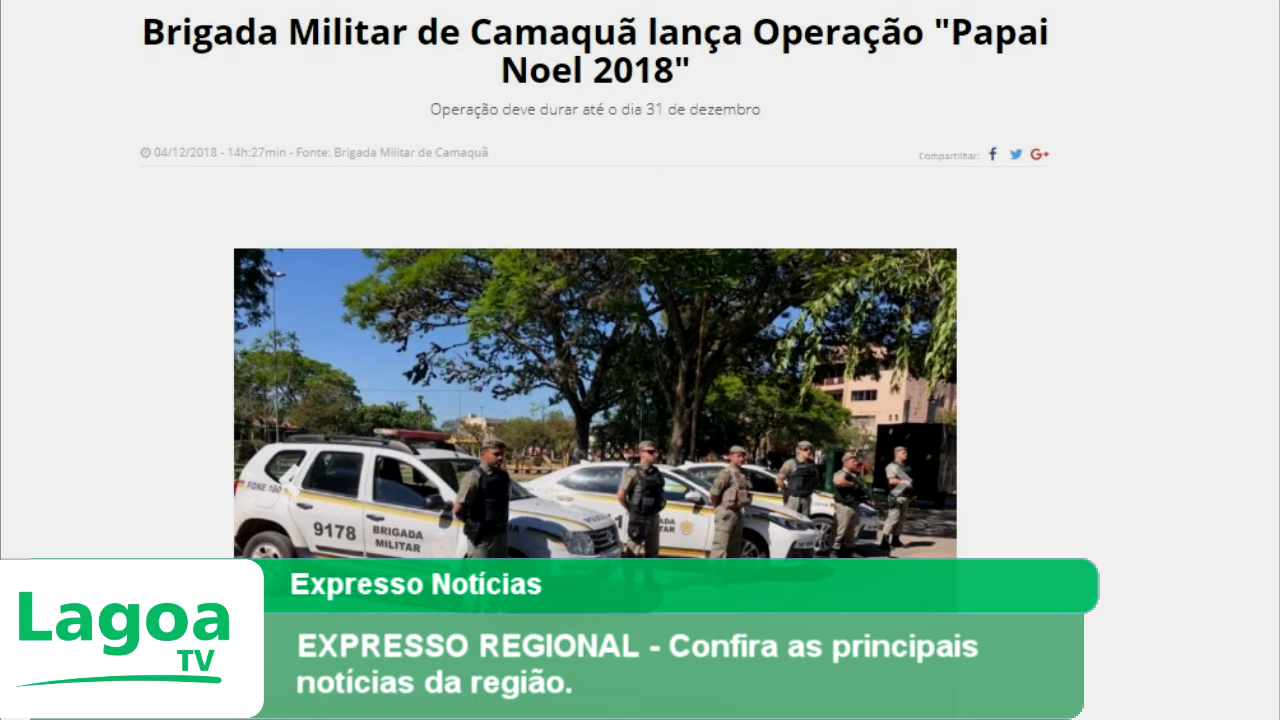 Brigada Militar de Camaquã lança Operação "Papai
Noel 2018"
Operação deve durar até o dia 31 de dezembro
04/12/2018 - 14h:27min - Fonte: Brigada Militar de Camaquã
Compartilhar:
FONE 190
9178
BRIGADA
MILITAR
Expresso Notícias
Lagoa
TV
EXPRESSO REGIONAL - Confira as principais
notícias da região.